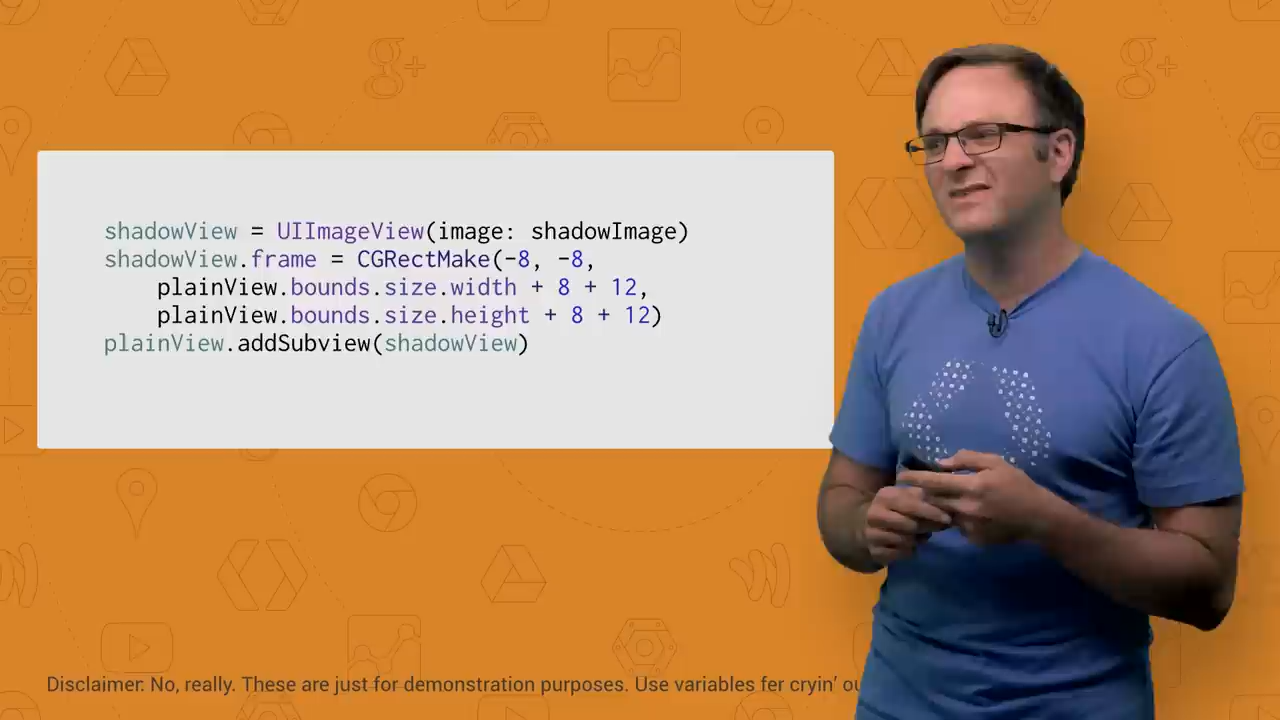 shadowView = UIImageView(image: shadowImage)
shadowView.frame = CGRectMake(-8, -8,
plainView.bounds.size.width + 8 + 12,
plainView.bounds.size.height + 8 + 12)
plainView.addSubview(shadowView)
Disclaimer: No, really. These are just for demonstration purposes. Use variables fer cryin'